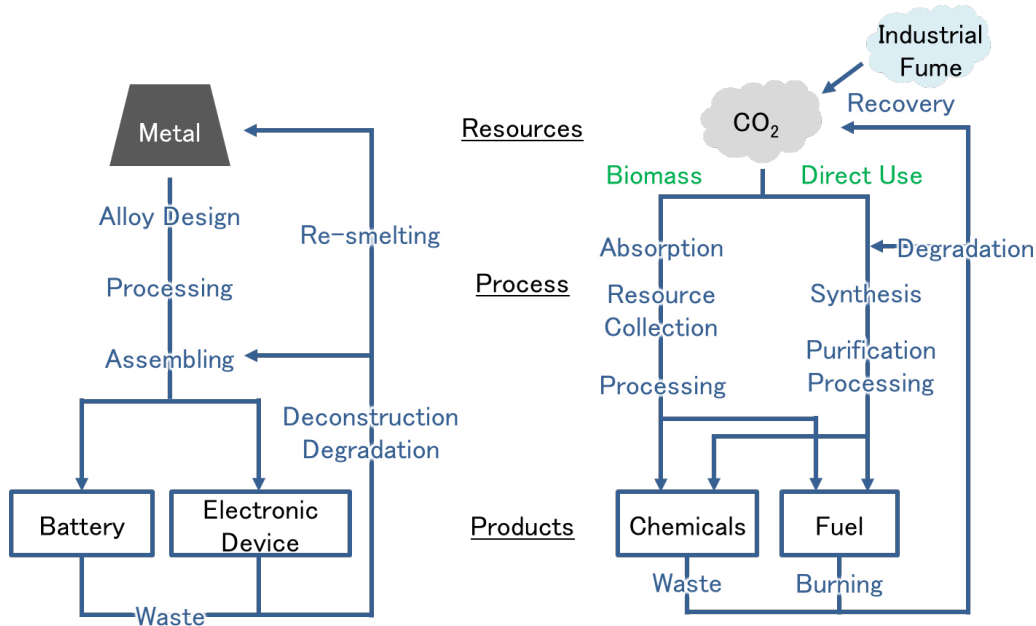 Industrial
Fume
Metal
Resources
CO₂
Recovery
Biomass
Direct Use
Alloy Design
Re-smelting
Absorption
Degradation
Processing
Process
Resource
Collection
Synthesis
Assembling
Purification
Processing
Processing
Deconstruction
Degradation
Battery
Electronic
Device
Products
Chemicals
Fuel
Waste
Waste
Burning